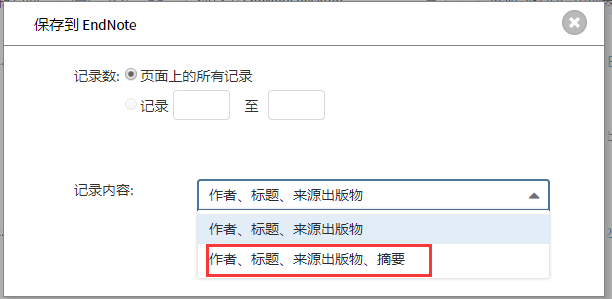 保存到 EndNote
记录数: 页面上的所有记录
记录 至
记录内容: 作者、标题、来源出版物
作者、标题、来源出版物
作者、标题、来源出版物、摘要